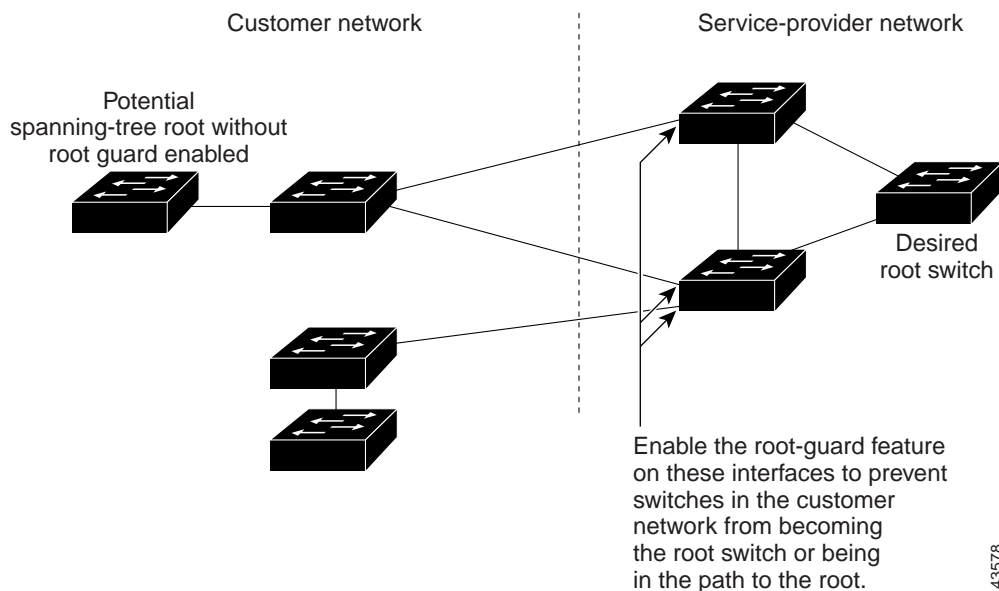 Customer network
Service-provider network
Potential
spanning-tree root without
root guard enabled
Desired
root switch
Enable the root-guard feature
on these interfaces to prevent
switches in the customer
network from becoming
the root switch or being
in the path to the root.
43578